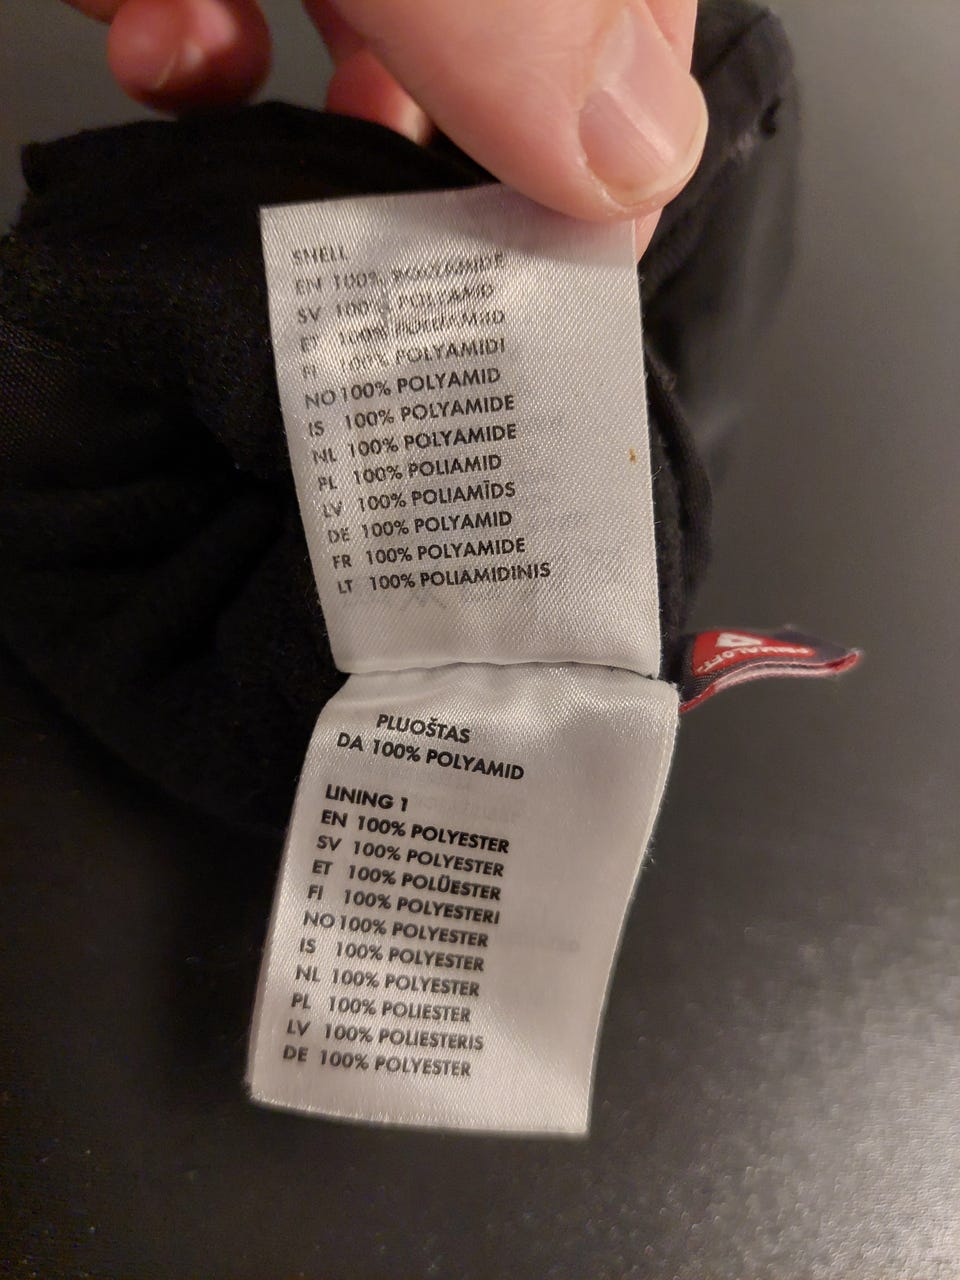 SHELL
EN 100% POLYAMIDE
SV 100% POLYAMID
ET 100% POLÜAMIID
FI 100% POLYAMIDI
NO 100% POLYAMID
IS 100% POLYAMIDE
NL 100% POLYAMIDE
PL 100% POLIAMID
LV 100% POLIAMĪDS
DE 100% POLYAMID
FR 100% POLYAMIDE
LT 100% POLIAMIDINIS
PLUOŠTAS
DA 100% POLYAMID
LINING 1
EN 100% POLYESTER
SV 100% POLYESTER
ET 100% POLÜESTER
FI 100% POLYESTERI
NO 100% POLYESTER
IS 100% POLYESTER
NL 100% POLYESTER
PL 100% POLIESTER
LV 100% POLIESTERIS
DE 100% POLYESTER
PRIMALOFT